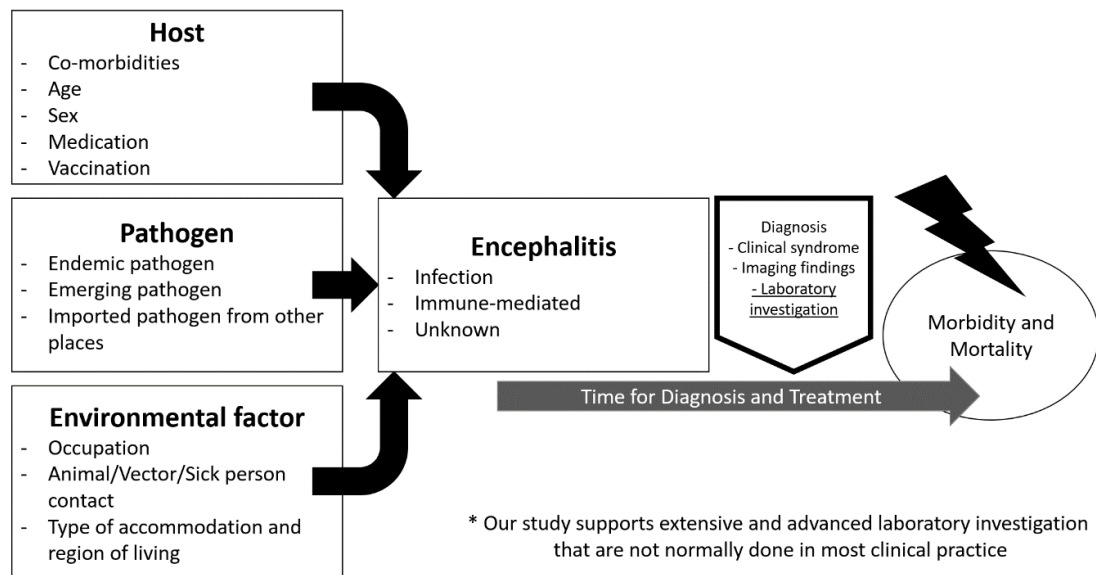 Host
- Co-morbidities
- Age
- Sex
- Medication
- Vaccination
Pathogen
- Endemic pathogen
- Emerging pathogen
- Imported pathogen from other
places
Environmental factor
- Occupation
- Animal/Vector/Sick person
contact
- Type of accommodation and
region of living
Encephalitis
- Infection
- Immune-mediated
- Unknown
Diagnosis
- Clinical syndrome
- Imaging findings
- Laboratory
investigation
Morbidity and
Mortality
Time for Diagnosis and Treatment
* Our study supports extensive and advanced laboratory investigation
that are not normally done in most clinical practice